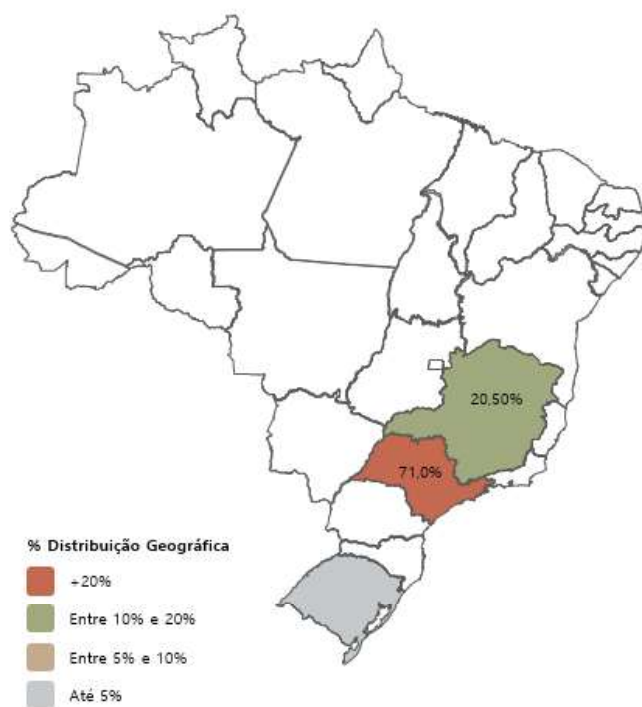 20,50%
71,0%
% Distribuição Geográfica
+20%
Entre 10% e 20%
Entre 5% e 10%
Até 5%